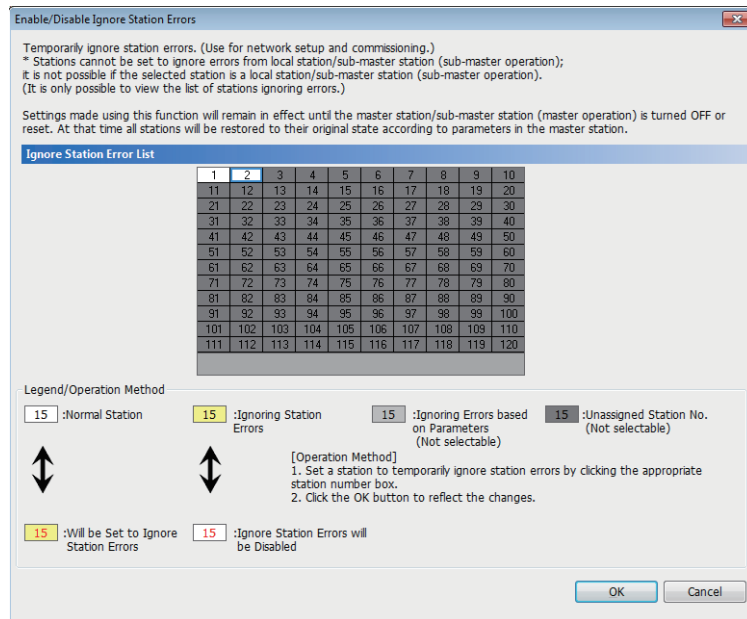 Enable/Disable Ignore Station Errors
Temporarily ignore station errors. (Use for network setup and commissioning.)
* Stations cannot be set to ignore errors from local station/sub-master station (sub-master operation);
it is not possible if the selected station is a local station/sub-master station (sub-master operation).
(It is only possible to view the list of stations ignoring errors.)
Settings made using this function will remain in effect until the master station/sub-master station (master operation) is turned OFF or
reset. At that time all stations will be restored to their original state according to parameters in the master station.
Ignore Station Error List
1 2 3 4 5 6 7 8 9 10
11 12 13 14 15 16 17 18 19 20
21 22 23 24 25 26 27 28 29 30
31 32 33 34 35 36 37 38 39 40
41 42 43 44 45 46 47 48 49 50
51 52 53 54 55 56 57 58 59 60
61 62 63 64 65 66 67 68 69 70
71 72 73 74 75 76 77 78 79 80
81 82 83 84 85 86 87 88 89 90
91 92 93 94 95 96 97 98 99 100
101 102 103 104 105 106 107 108 109 110
111 112 113 114 115 116 117 118 119 120
Legend/Operation Method
15 :Normal Station
15 :Ignoring Station
Errors
15 :Ignoring Errors based
on Parameters
(Not selectable)
15 :Unassigned Station No.
(Not selectable)
[Operation Method]
1. Set a station to temporarily ignore station errors by clicking the appropriate
station number box.
2. Click the OK button to reflect the changes.
15 :Will be Set to Ignore
Station Errors
15 :Ignore Station Errors will
be Disabled
OK
Cancel